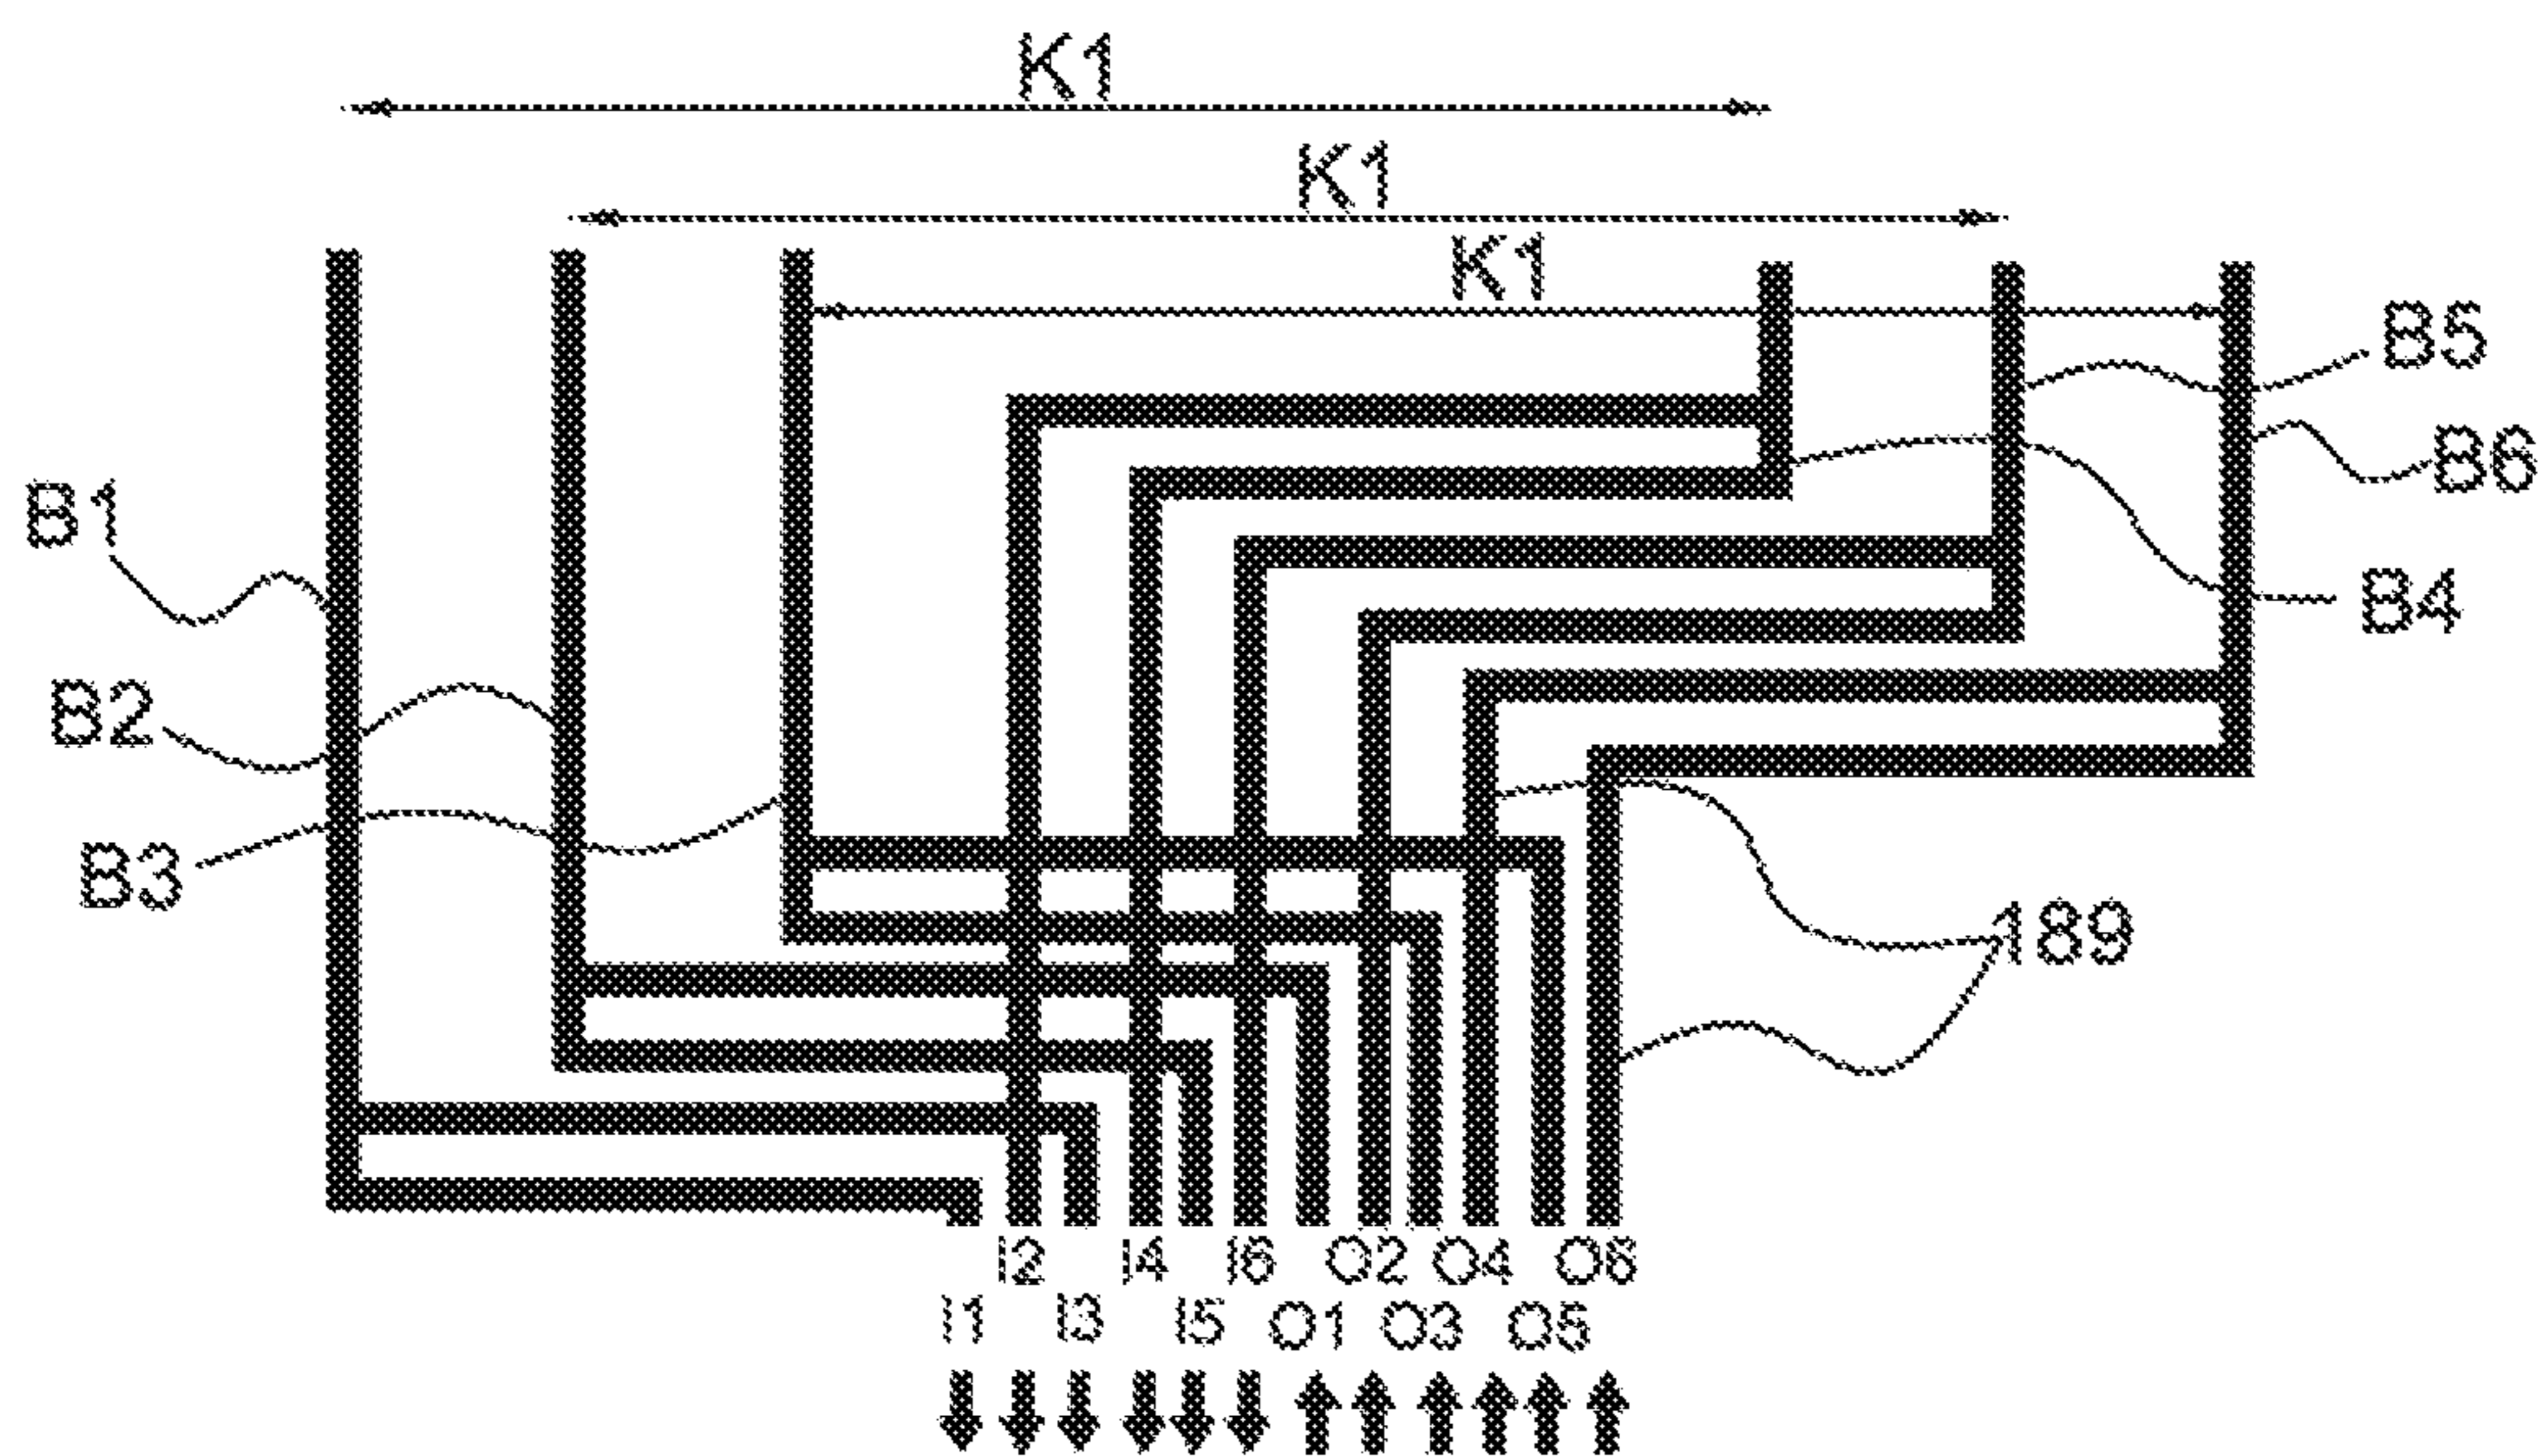 K1
K1
K1
B5
B6
B1
B4
B2
B3
189
I2 I4 I6 O2 O4 O6
I1 I3 I5 O1 O3 O5